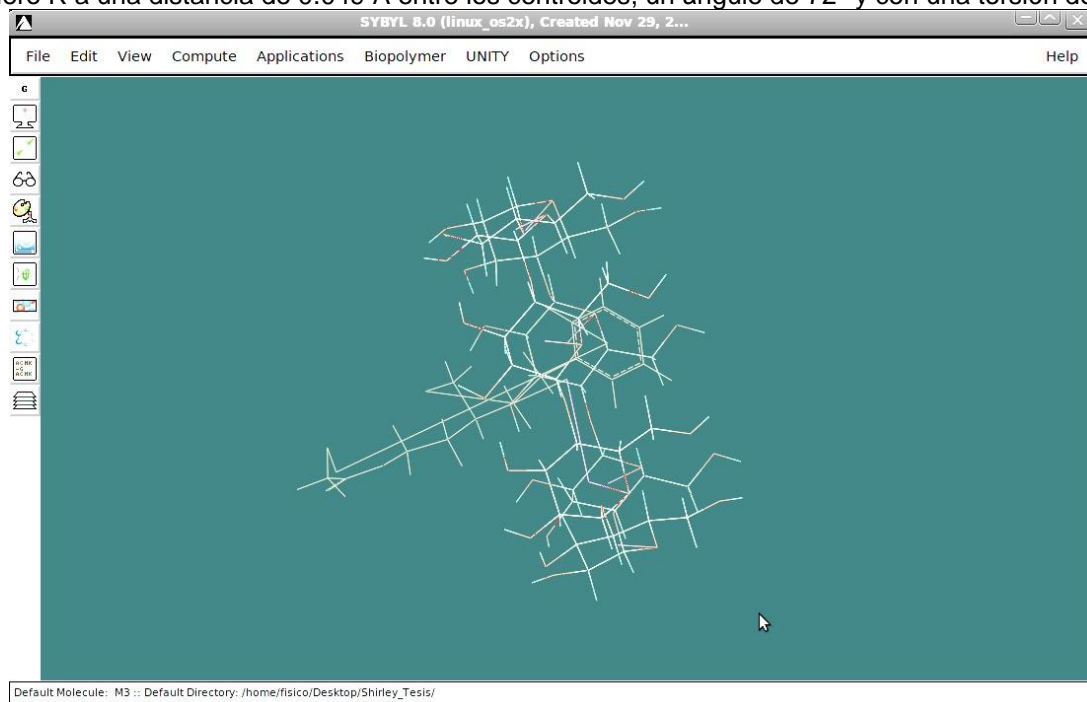 ero R a una distancia de 0.049 Å entre los centroides, un ángulo de 72° y con una torsión de
SYBYL 8.0 (linux_os2x), Created Nov 29, 2...
File Edit View Compute Applications Biopolymer UNITY Options Help
G
Default Molecule: M3 :: Default Directory: /home/fisico/Desktop/Shirley_Tesis/